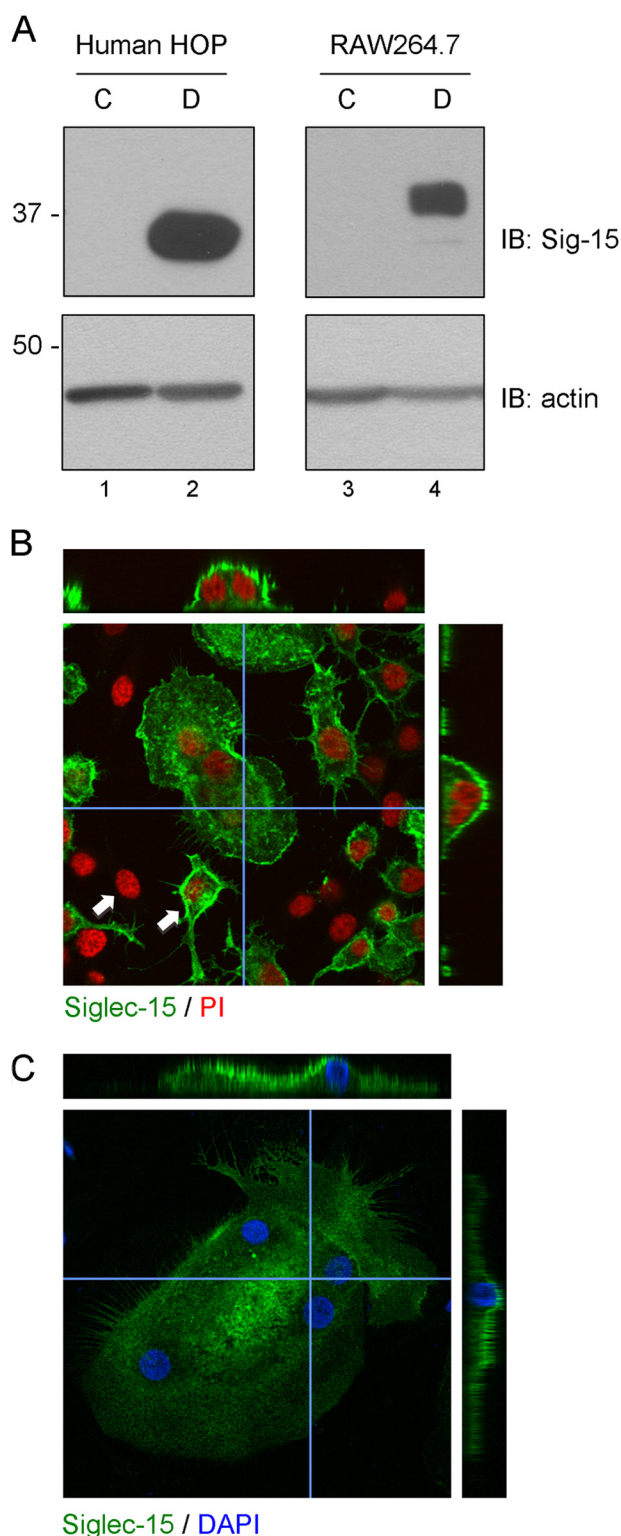 A
Human HOP RAW264.7
C D C D
37 -
IB: Sig-15
50 -
IB: actin
1 2 3 4
B
Siglec-15 / PI
C
Siglec-15 / DAPI